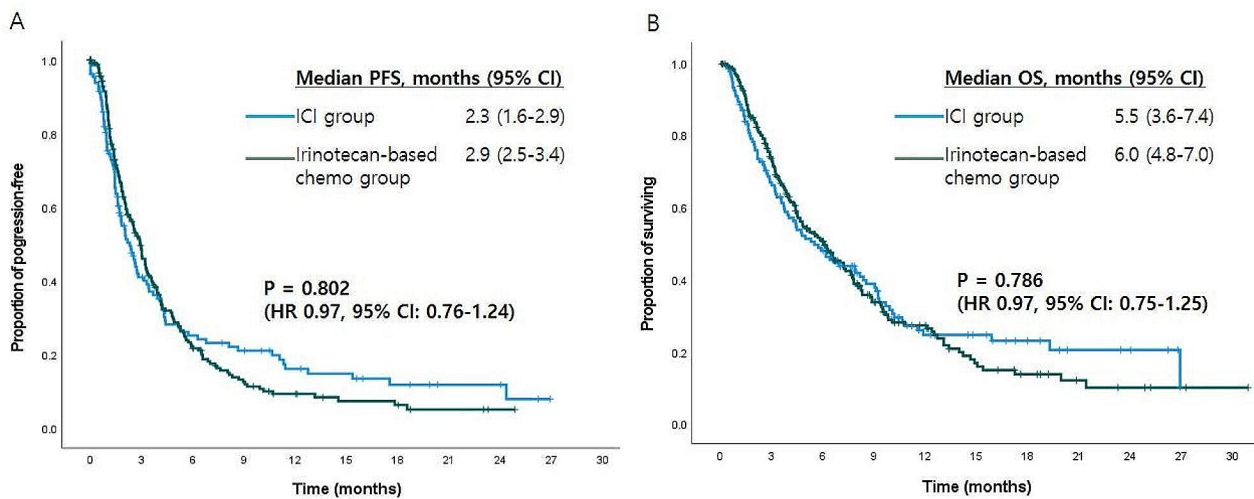 A
Proportion of pogression-free
1.0
0.8
0.6
0.4
0.2
0.0
Median PFS, months (95% CI)
ICI group 2.3 (1.6-2.9)
Irinotecan-based 2.9 (2.5-3.4)
chemo group
P = 0.802
(HR 0.97, 95% CI: 0.76-1.24)
0 3 6 9 12 15 18 21 24 27 30
Time (months)
B
Proportion of surviving
1.0
0.8
0.6
0.4
0.2
0.0
Median OS, months (95% CI)
ICI group 5.5 (3.6-7.4)
Irinotecan-based 6.0 (4.8-7.0)
chemo group
P = 0.786
(HR 0.97, 95% CI: 0.75-1.25)
0 3 6 9 12 15 18 21 24 27 30
Time (months)